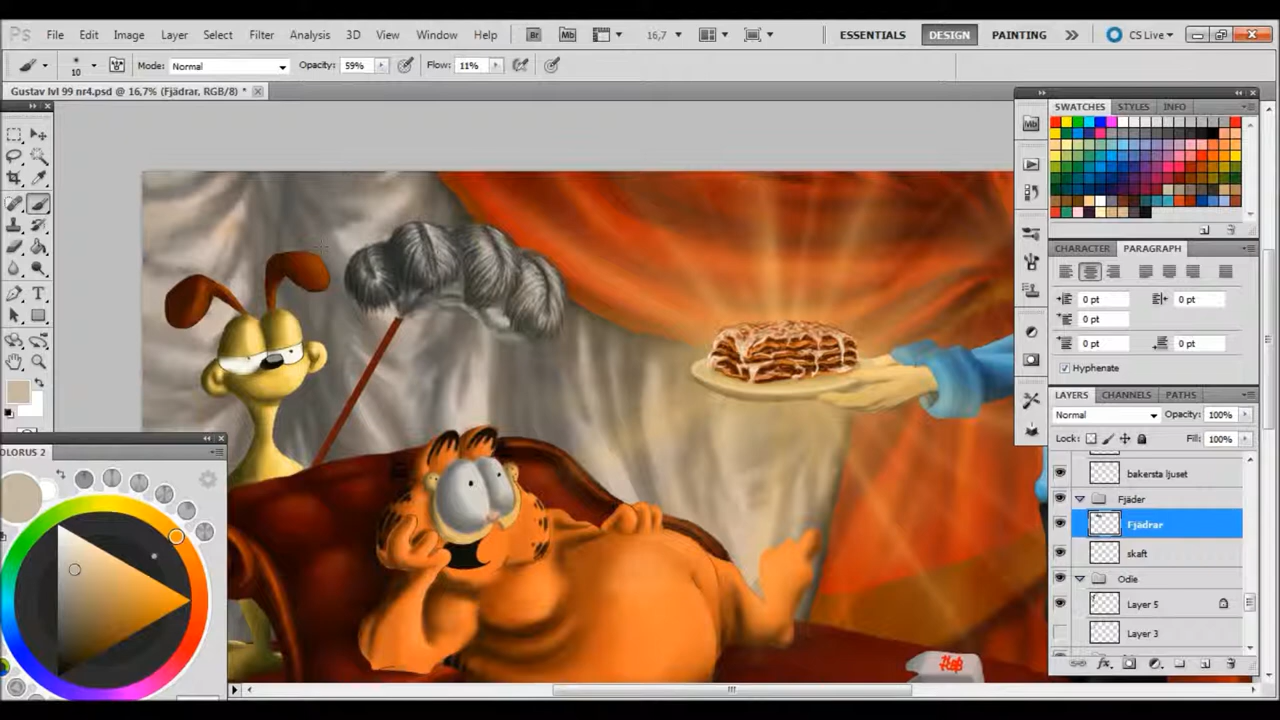 Ps File Edit Image Layer Select Filter Analysis 3D View Window Help Br Mb 16,7 ESSENTIALS DESIGN PAINTING CS Live
10 Mode: Normal Opacity: 59% Flow: 11%
Gustav lvl 99 nr4.psd @ 16,7% (Fjädrar, RGB/8) *
SWATCHES STYLES INFO
Mb
CHARACTER PARAGRAPH
0 pt 0 pt
0 pt
0 pt 0 pt
Hyphenate
LAYERS CHANNELS PATHS
Normal Opacity: 100%
Lock: Fill: 100%
bakersta ljuset
Fjäder
Fjädrar
skaft
Odie
Layer 5
Layer 3
OLORUS 2